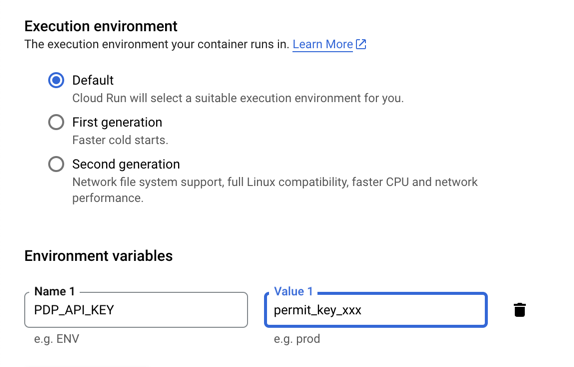 Execution environment
The execution environment your container runs in. Learn More
Default
Cloud Run will select a suitable execution environment for you.
First generation
Faster cold starts.
Second generation
Network file system support, full Linux compatibility, faster CPU and network
performance.
Environment variables
Name 1
PDP_API_KEY
e.g. ENV
Value 1
permit_key_xxx
e.g. prod